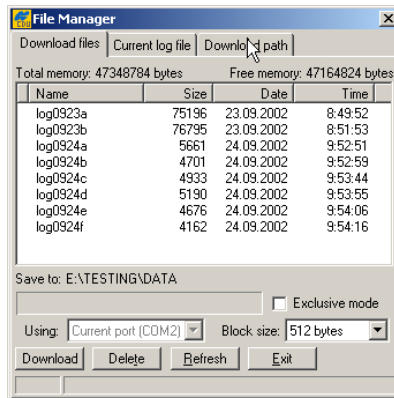 File Manager
Download files Current log file Download path
Total memory: 47348784 bytes Free memory: 47164824 bytes
Name Size Date Time
log0923a 75196 23.09.2002 8:49:52
log0923b 76795 23.09.2002 8:51:53
log0924a 5661 24.09.2002 9:52:51
log0924b 4701 24.09.2002 9:52:59
log0924c 4933 24.09.2002 9:53:44
log0924d 5190 24.09.2002 9:53:55
log0924e 4676 24.09.2002 9:54:06
log0924f 4162 24.09.2002 9:54:16
Save to: E:\TESTING\DATA
Exclusive mode
Using: Current port (COM2) Block size: 512 bytes
Download Delete Refresh Exit